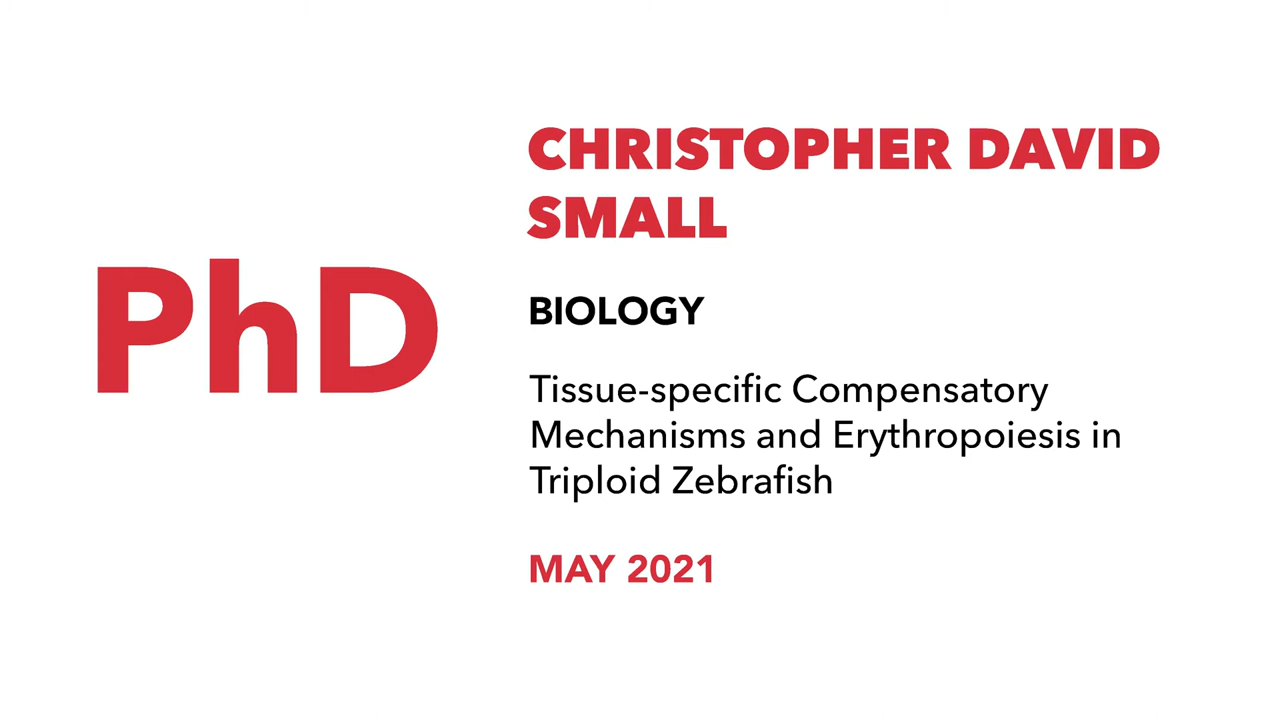 PhD
CHRISTOPHER DAVID
SMALL
BIOLOGY
Tissue-specific Compensatory
Mechanisms and Erythropoiesis in
Triploid Zebrafish
MAY 2021